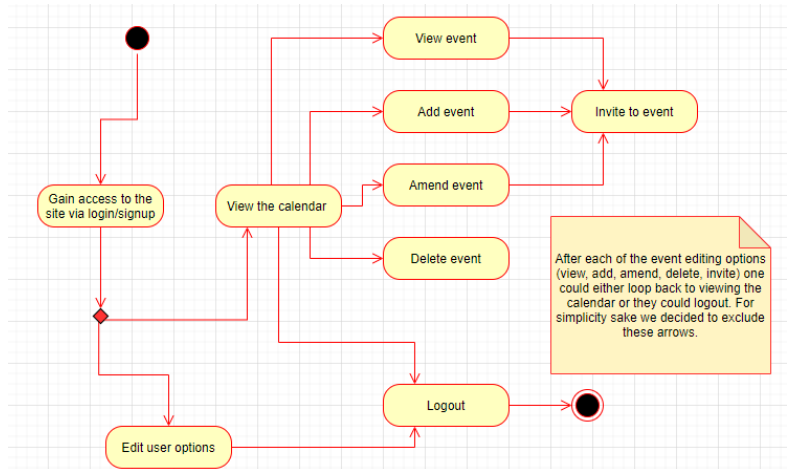 View event
Add event
Invite to event
Gain access to the
site via login/signup
View the calendar
Amend event
Delete event
After each of the event editing options
(view, add, amend, delete, invite) one
could either loop back to viewing the
calendar or they could logout. For
simplicity sake we decided to exclude
these arrows.
Logout
Edit user options